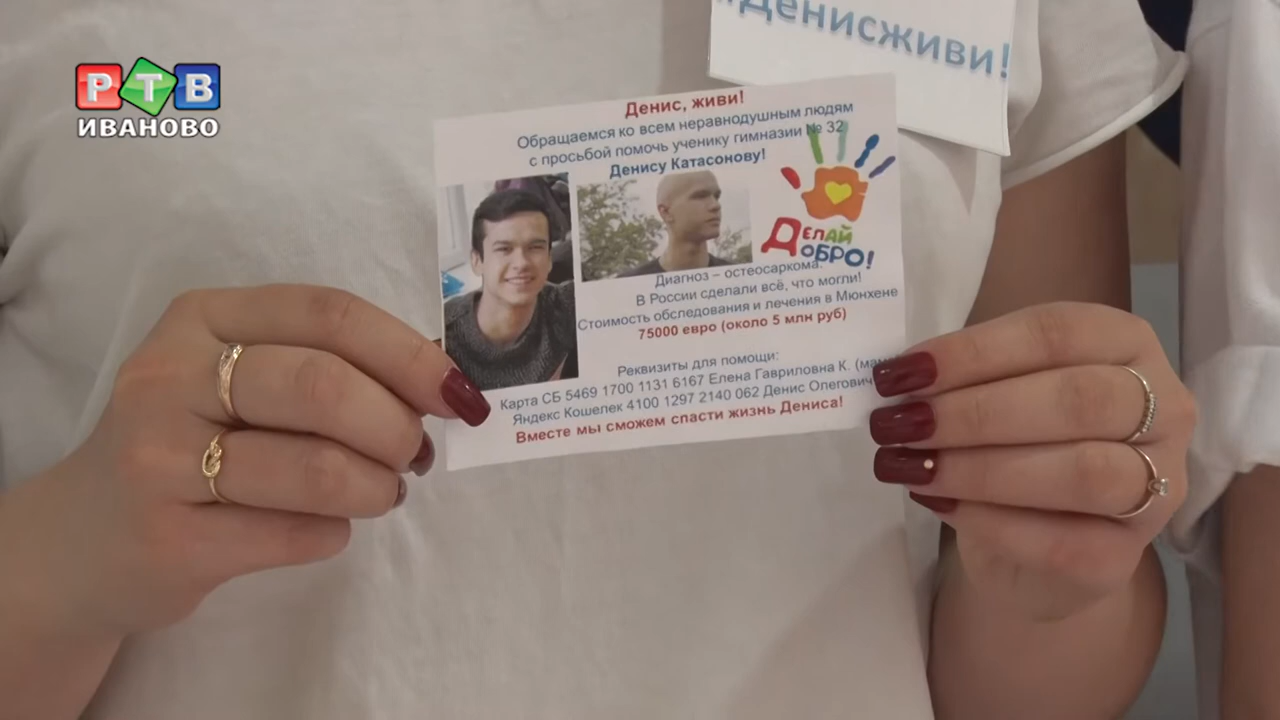 РТВ
ИВАНОВО
#Денисживи!
Денис, живи!
Обращаемся ко всем неравнодушным людям
с просьбой помочь ученику гимназии № 32
Денису Катасонову!
ДЕЛАЙ
ДОБРО!
Диагноз – остеосаркома.
В России сделали всё, что могли!
Стоимость обследования и лечения в Мюнхене
75000 евро (около 5 млн руб)
Реквизиты для помощи:
Карта СБ 5469 1700 1131 6167 Елена Гавриловна К.
Яндекс Кошелек 4100 1297 2140 062 Денис Олегович
Вместе мы сможем спасти жизнь Дениса!